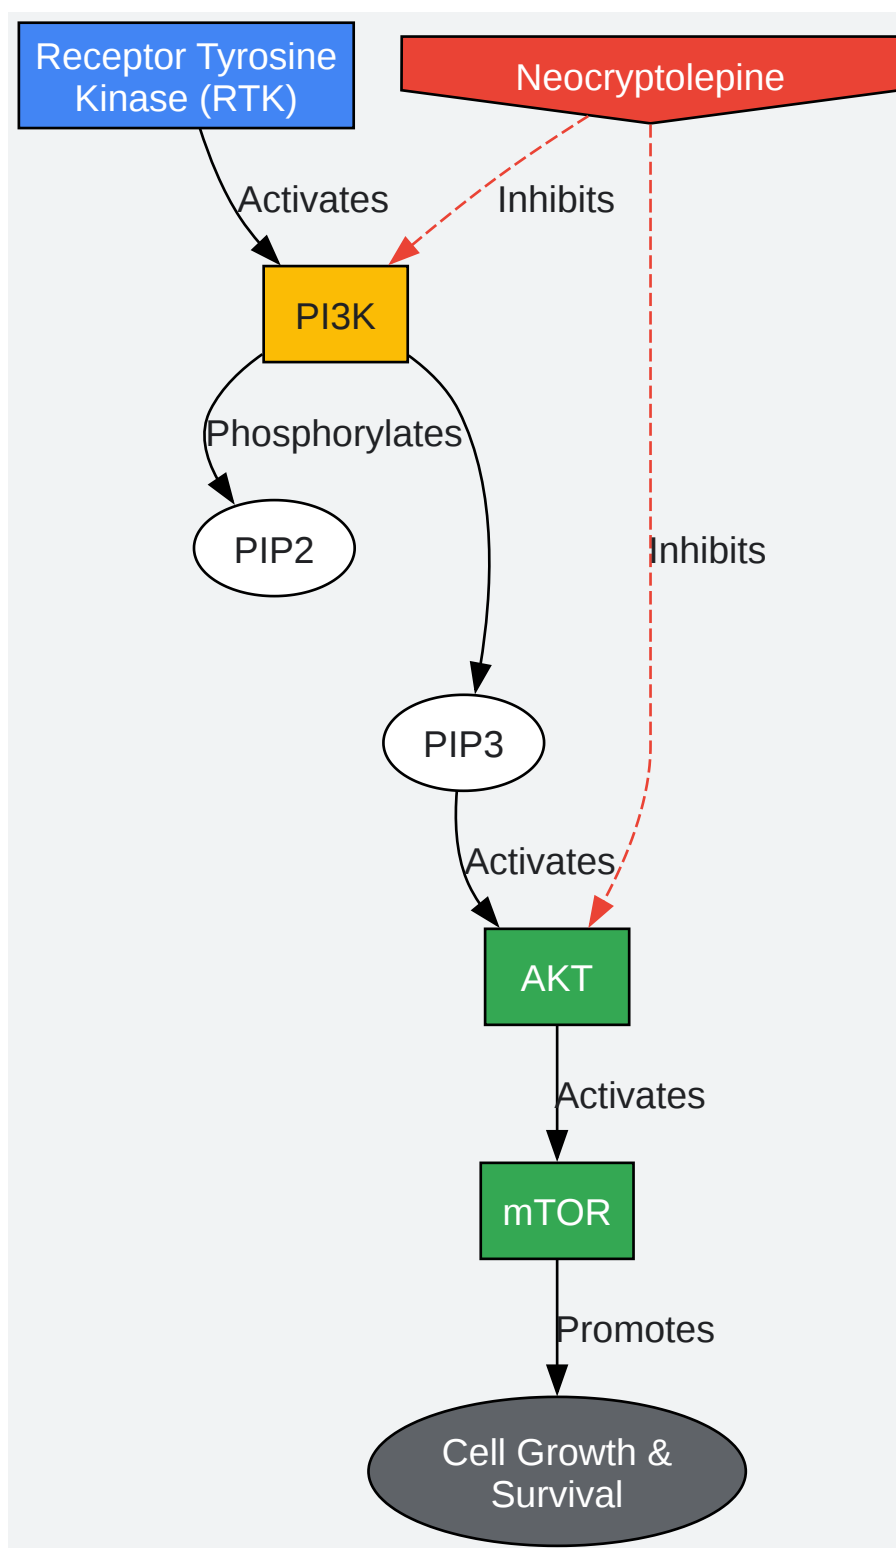 Receptor Tyrosine
Kinase (RTK)
Neocryptolepine
Activates
Inhibits
PI3K
Phosphorylates
PIP2
Inhibits
PIP3
Activates
AKT
Activates
mTOR
Promotes
Cell Growth &
Survival